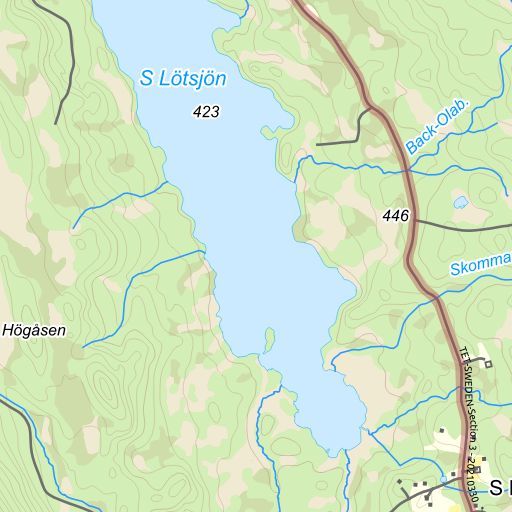 S Lötsjön
423
Back-Olab.
446
Skomma
Högåsen
TET-SWEDEN-Section 3 - 20210330
S